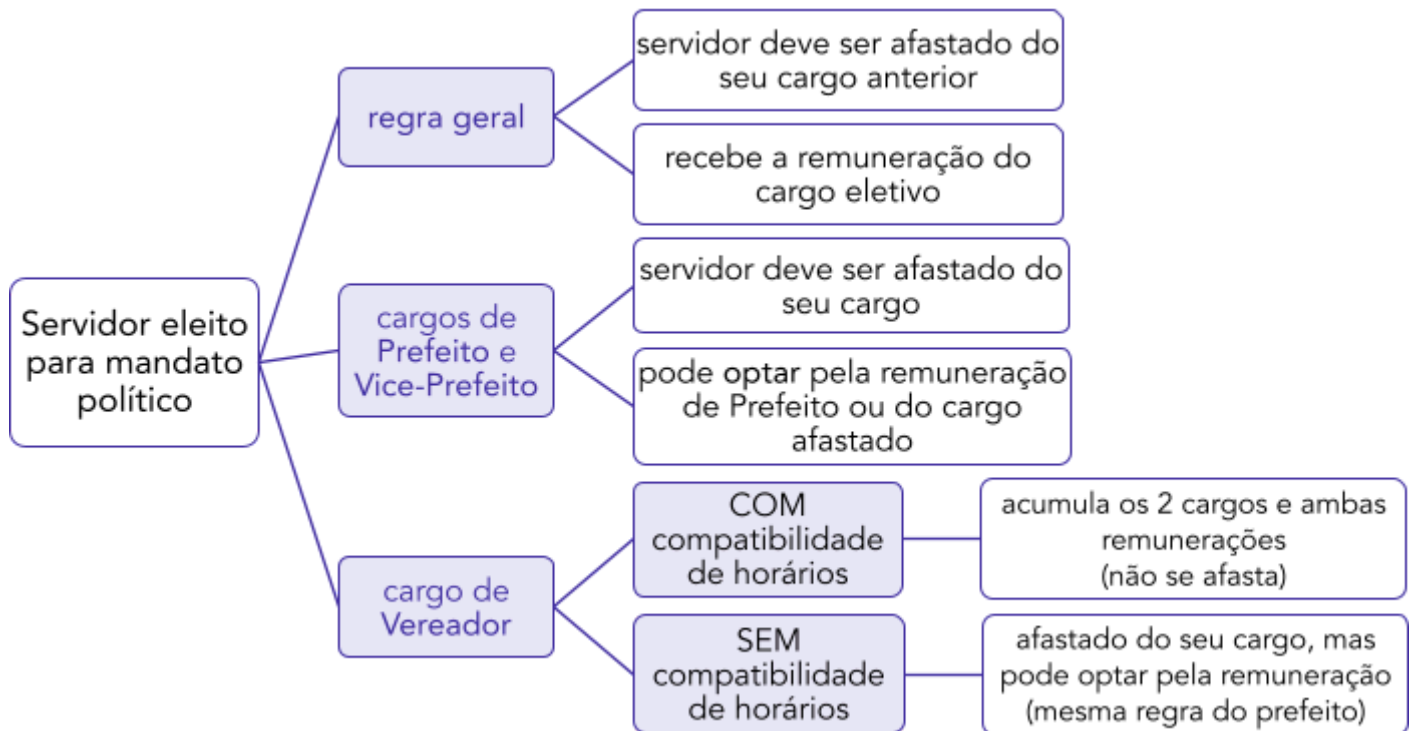 Servidor eleito
para mandato
político
regra geral
servidor deve ser afastado do
seu cargo anterior
recebe a remuneração do
cargo eletivo
cargos de
Prefeito e
Vice-Prefeito
servidor deve ser afastado do
seu cargo
pode optar pela remuneração
de Prefeito ou do cargo
afastado
cargo de
Vereador
COM
compatibilidade
de horários
acumula os 2 cargos e ambas
remunerações
(não se afasta)
SEM
compatibilidade
de horários
afastado do seu cargo, mas
pode optar pela remuneração
(mesma regra do prefeito)